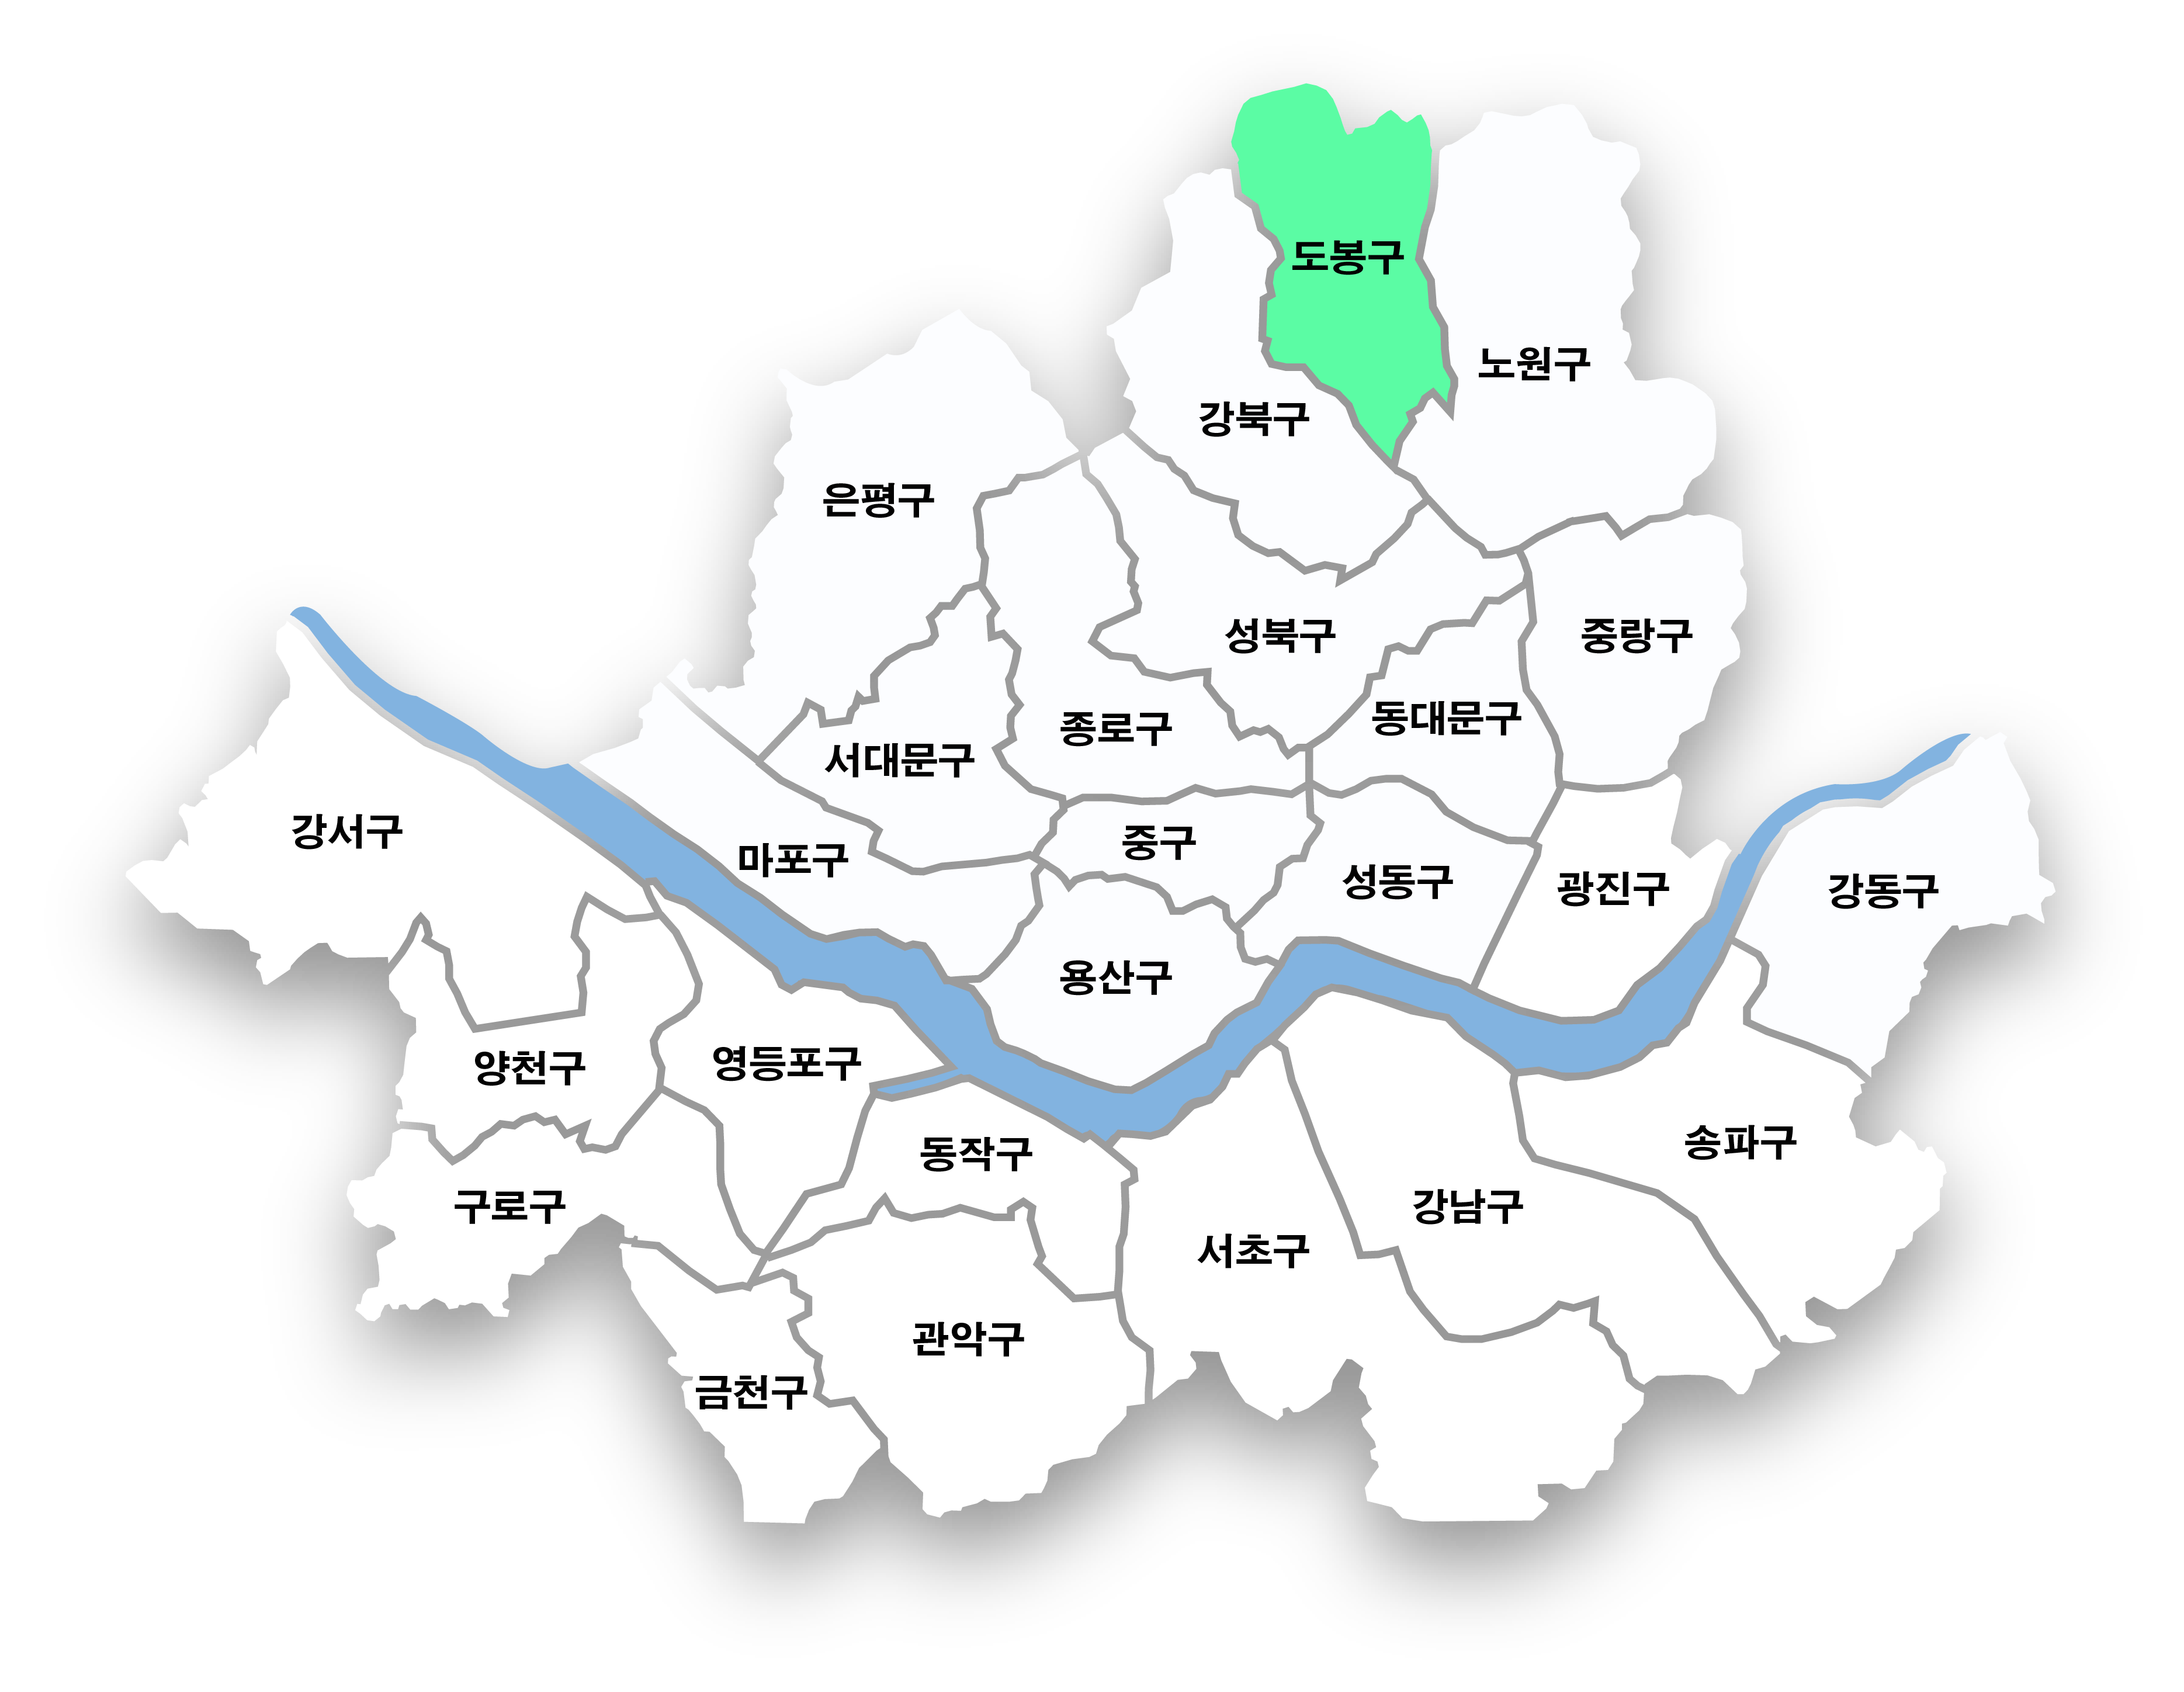 도봉구
노원구
강북구
은평구
성북구
중랑구
동대문구
종로구
서대문구
강서구
중구
마포구
성동구
광진구
강동구
용산구
양천구
영등포구
송파구
동작구
구로구
강남구
서초구
관악구
금천구